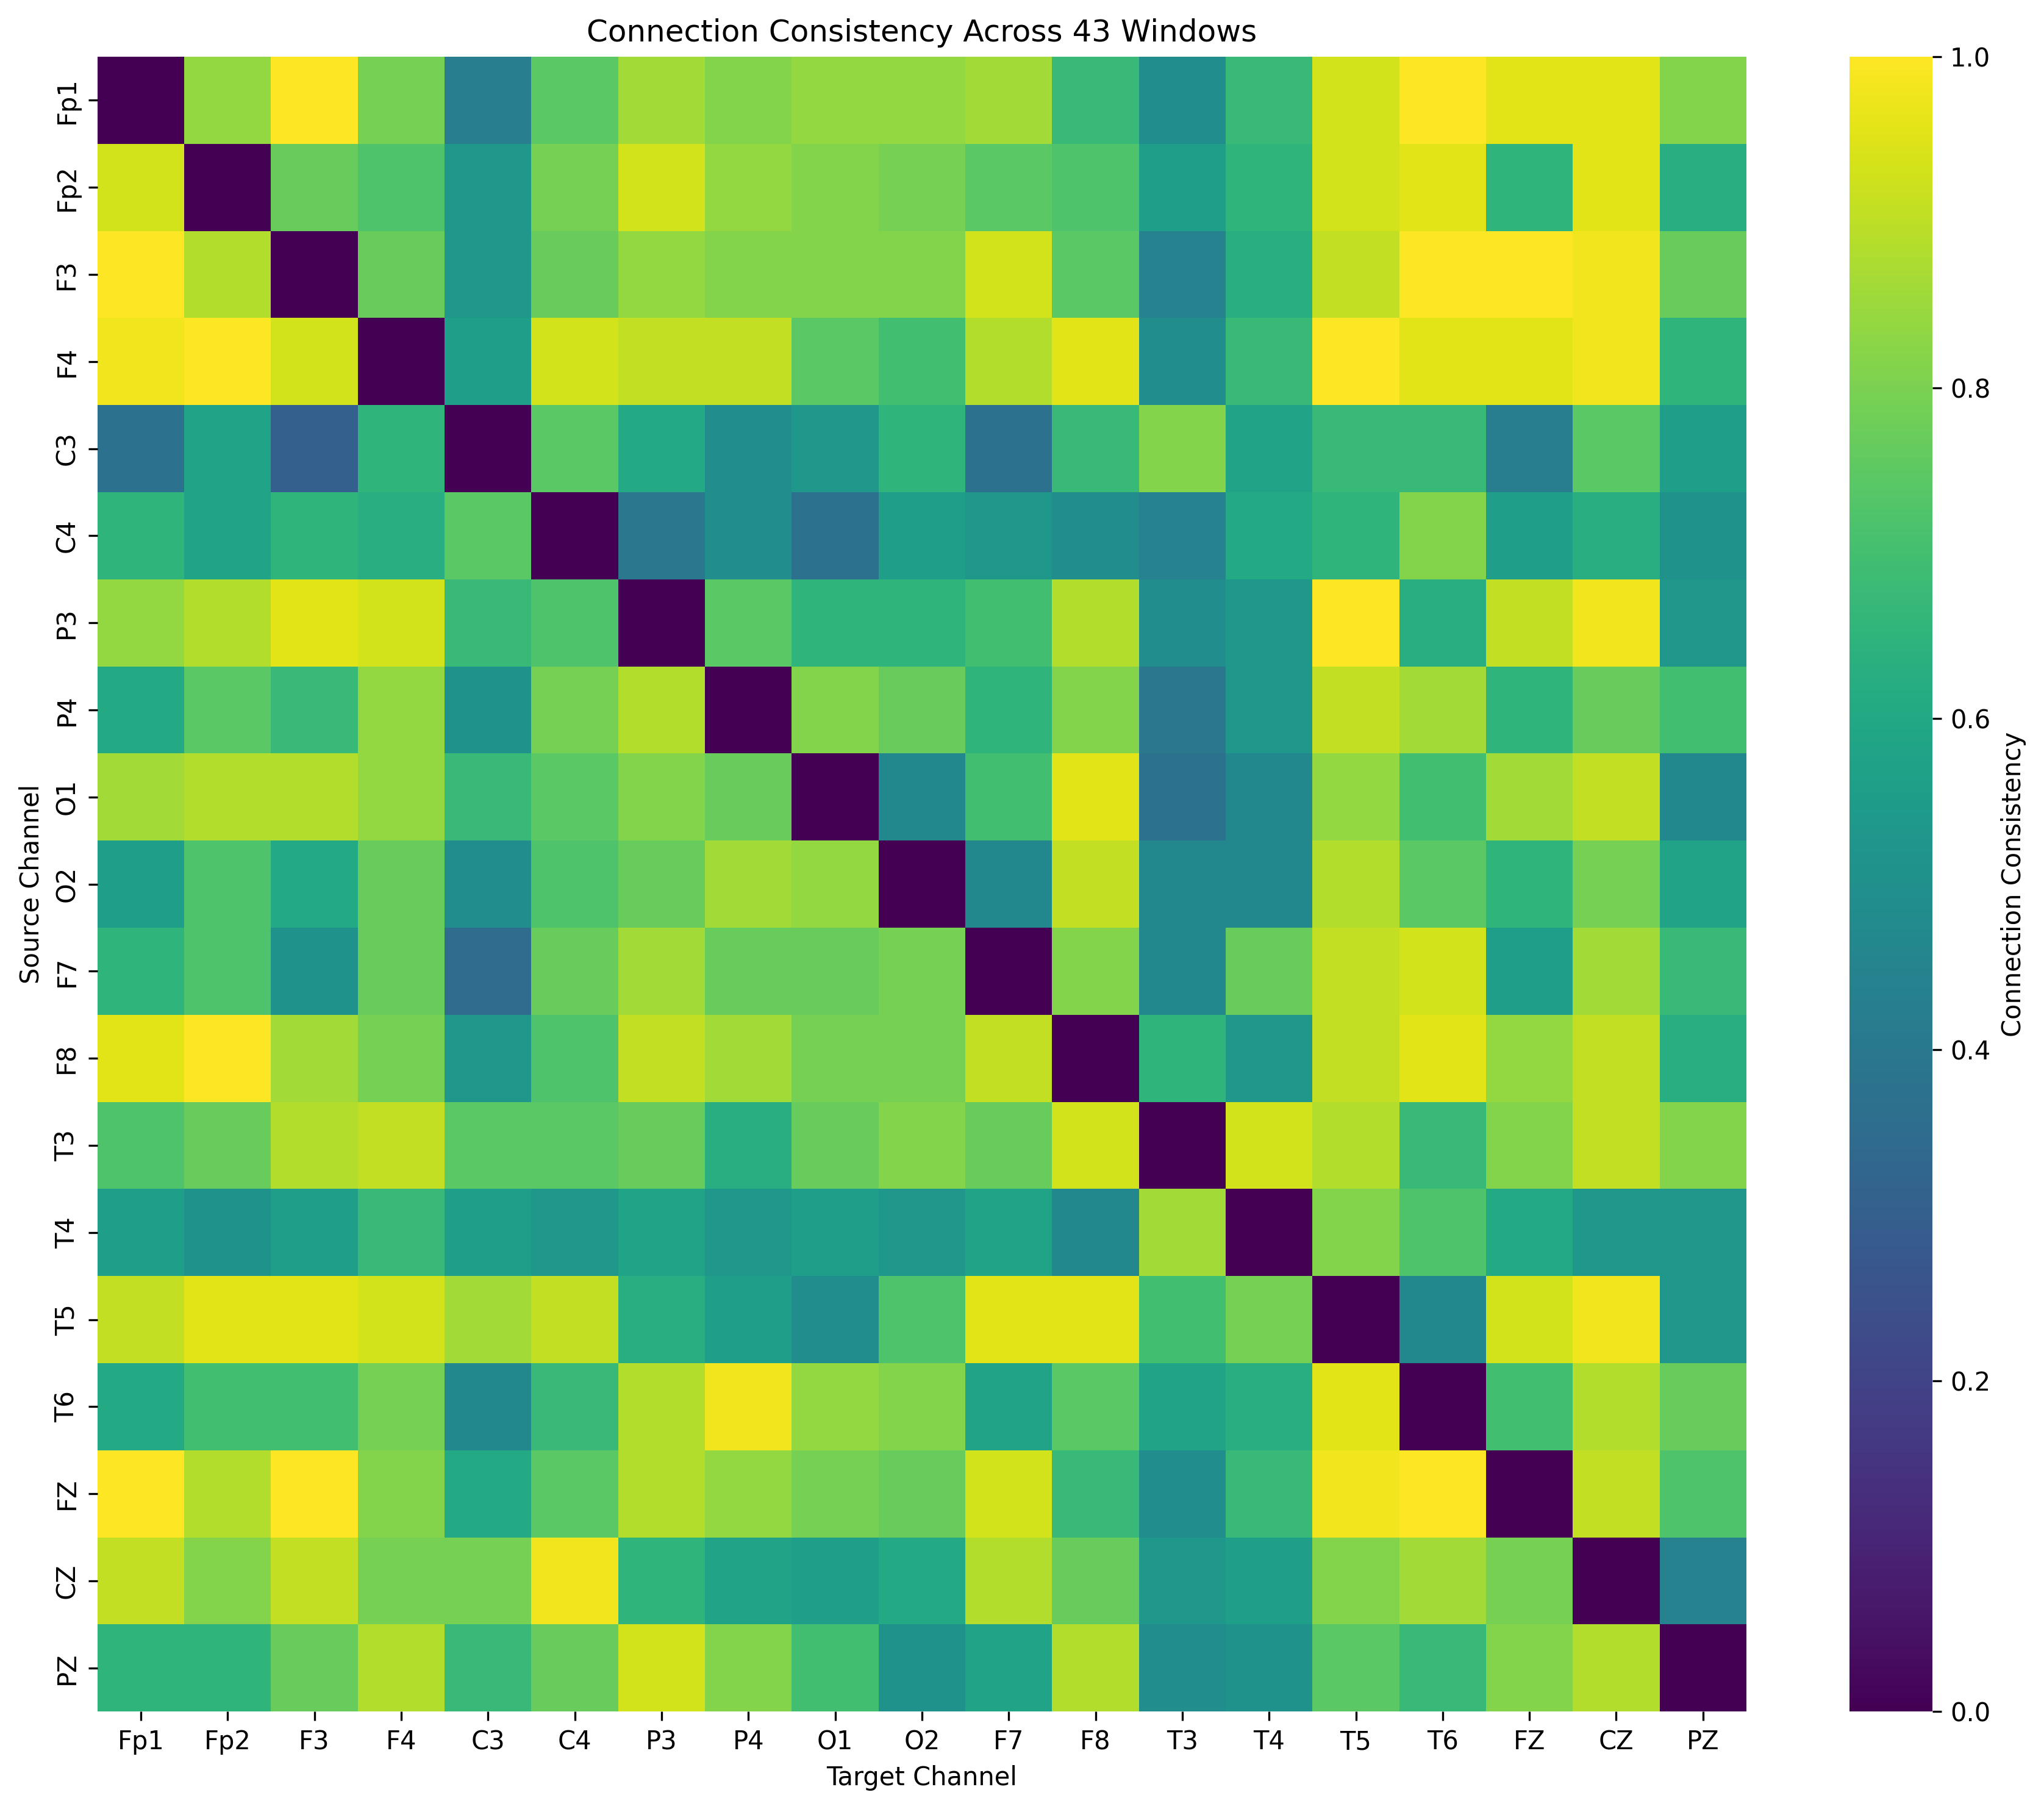 Connection Consistency Across 43 Windows
Source Channel
Fp1
Fp2
F3
F4
C3
C4
P3
P4
O1
O2
F7
F8
T3
T4
T5
T6
FZ
CZ
PZ
Fp1 Fp2 F3 F4 C3 C4 P3 P4 O1 O2 F7 F8 T3 T4 T5 T6 FZ CZ PZ
Target Channel
1.0
0.8
0.6
0.4
0.2
0.0
Connection Consistency